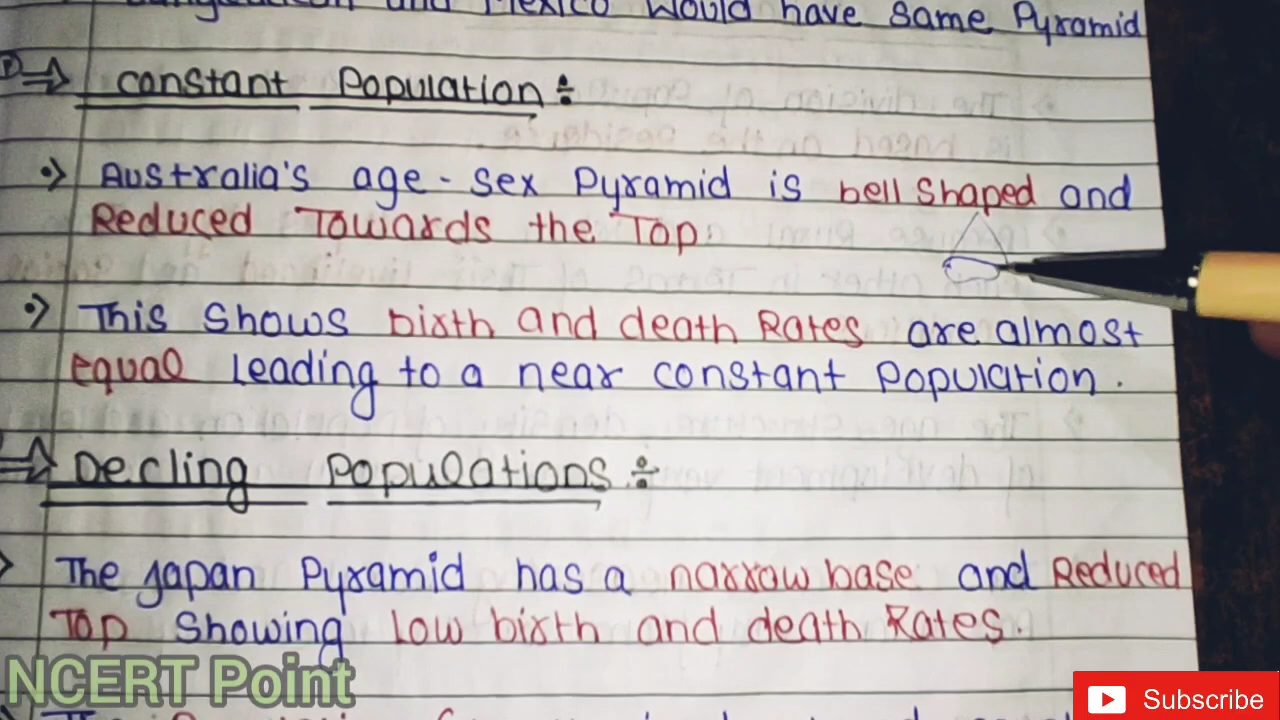 and Mexico would have same Pyramid
⇒ Constant Population ÷
•) Australia's age-sex Pyramid is bell shaped and
Reduced Towards the Top.
•) This shows birth and death Rates are almost
equal leading to a near constant Population.
⇒ Decling Populations ÷
The Japan Pyramid has a narrow base and Reduced
Top showing low birth and death Rates.
NCERT Point
Subscribe